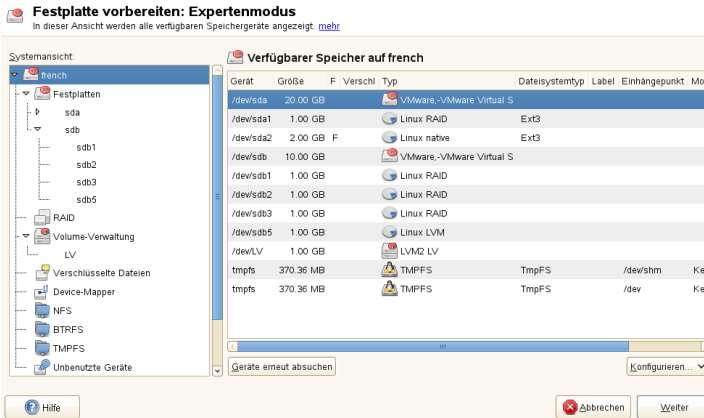 Festplatte vorbereiten: Expertenmodus
In dieser Ansicht werden alle verfügbaren Speichergeräte angezeigt. mehr
Systemansicht:
french
Festplatten
sda
sdb
sdb1
sdb2
sdb3
sdb5
RAID
Volume-Verwaltung
LV
Verschlüsselte Dateien
Device-Mapper
NFS
BTRFS
TMPFS
Unbenutzte Geräte
Verfügbarer Speicher auf french
Gerät Größe F Verschl Typ Dateisystemtyp Label Einhängepunkt Mo
/dev/sda 20.00 GB VMware,-VMware Virtual S
/dev/sda1 1.00 GB Linux RAID Ext3
/dev/sda2 2.00 GB F Linux native Ext3
/dev/sdb 10.00 GB VMware,-VMware Virtual S
/dev/sdb1 1.00 GB Linux RAID
/dev/sdb2 1.00 GB Linux RAID
/dev/sdb3 1.00 GB Linux RAID
/dev/sdb5 1.00 GB Linux LVM
/dev/LV 1.00 GB LVM2 LV
tmpfs 370.36 MB TMPFS TmpFS /dev/shm Ke
tmpfs 370.36 MB TMPFS TmpFS /dev Ke
Geräte erneut absuchen
Konfigurieren...
Hilfe
Abbrechen
Weiter